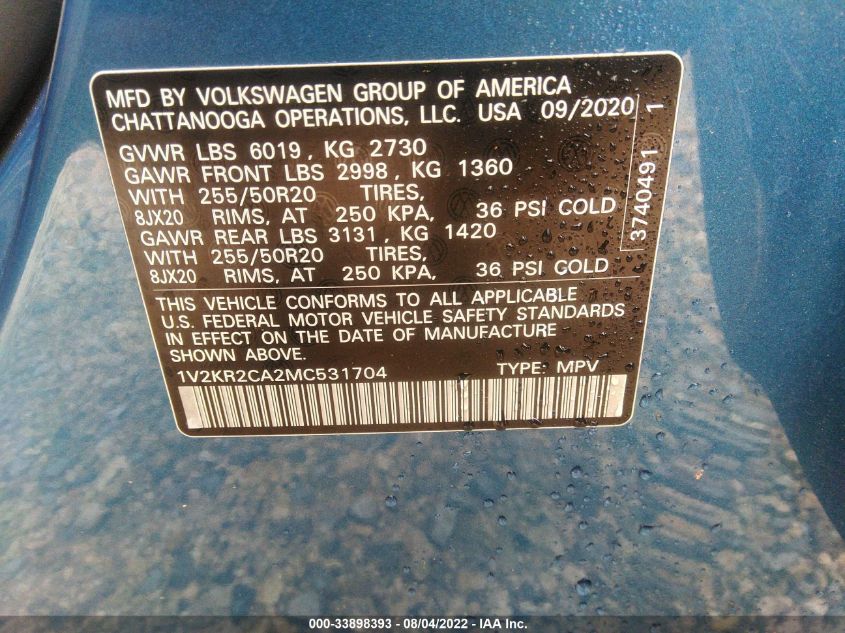 MFD BY VOLKSWAGEN GROUP OF AMERICA
CHATTANOOGA OPERATIONS, LLC. USA 09/2020
GVWR LBS 6019, KG 2730
GAWR FRONT LBS 2998, KG 1360
WITH 255/50R20 TIRES,
8JX20 RIMS, AT 250 KPA, 36 PSI COLD
GAWR REAR LBS 3131, KG 1420
WITH 255/50R20 TIRES,
8JX20 RIMS, AT 250 KPA, 36 PSI COLD
THIS VEHICLE CONFORMS TO ALL APPLICABLE
U.S. FEDERAL MOTOR VEHICLE SAFETY STANDARDS
IN EFFECT ON THE DATE OF MANUFACTURE
SHOWN ABOVE.
1V2KR2CA2MC531704 TYPE: MPV
3740491 1
000-33898393 - 08/04/2022 - IAA Inc.